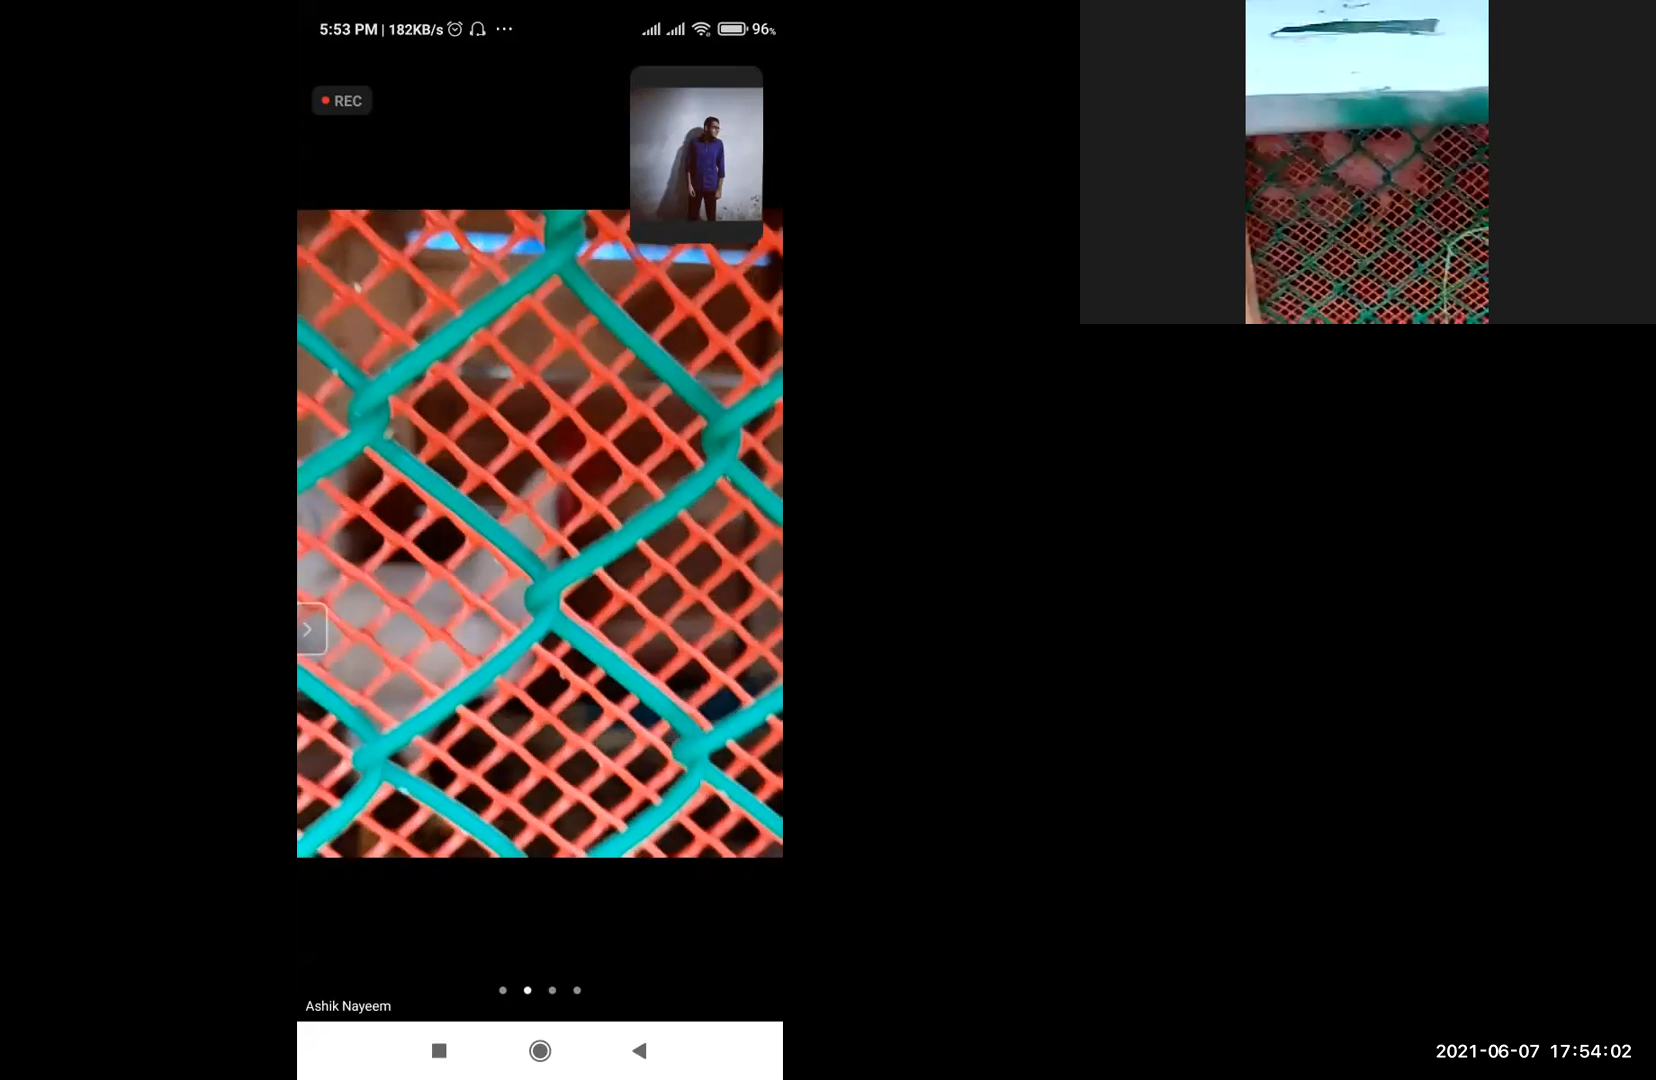 5:53 PM | 182KB/s
96%
REC
Ashik Nayeem
2021-06-07 17:54:02